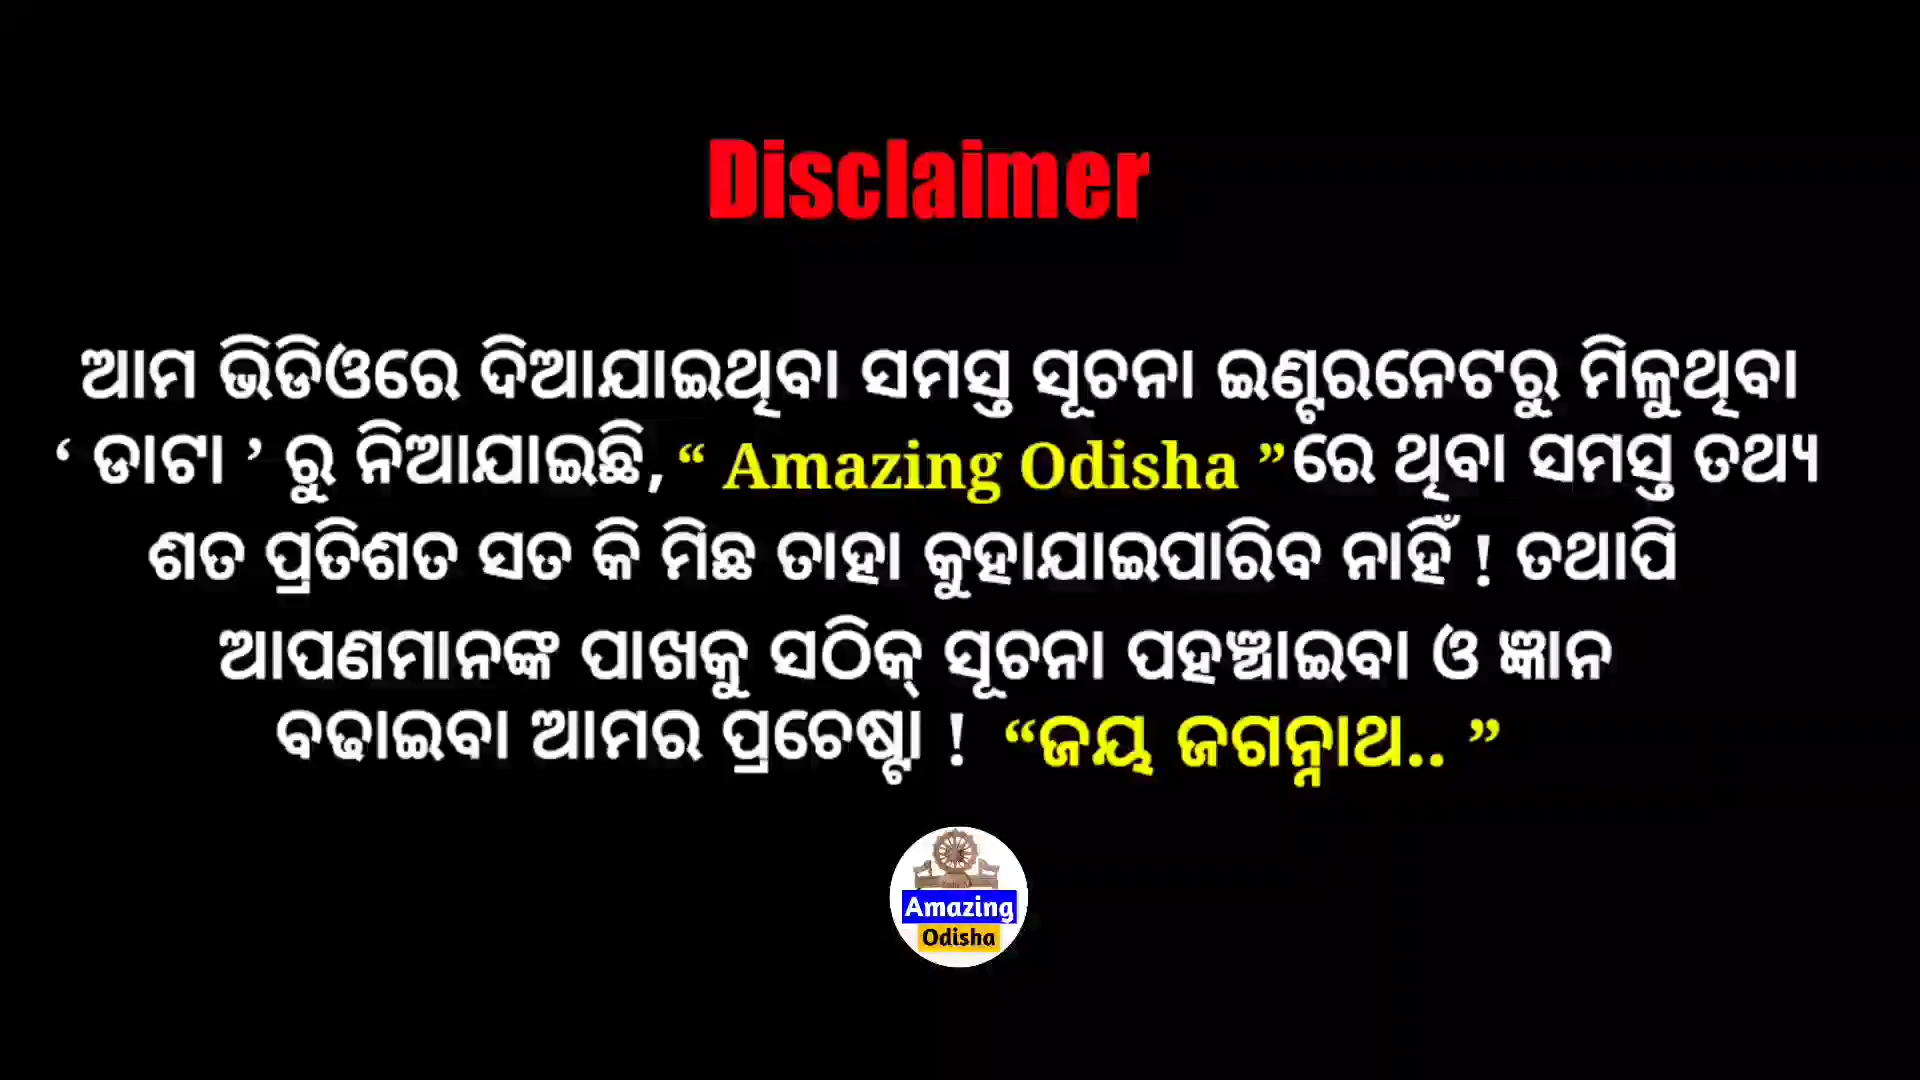 Disclaimer
ଆମ ଭିଡିଓରେ ଦିଆଯାଇଥିବା ସମସ୍ତ ସୂଚନା ଇଣ୍ଟରନେଟରୁ ମିଳୁଥିବା
‘ ଡାଟା ’ ରୁ ନିଆଯାଇଛି, “ Amazing Odisha ” ରେ ଥିବା ସମସ୍ତ ତଥ୍ୟ
ଶତ ପ୍ରତିଶତ ସତ କି ମିଛ ତାହା କୁହାଯାଇପାରିବ ନାହିଁ ! ତଥାପି
ଆପଣମାନଙ୍କ ପାଖକୁ ସଠିକ୍ ସୂଚନା ପହଞ୍ଚାଇବା ଓ ଜ୍ଞାନ
ବଢାଇବା ଆମର ପ୍ରଚେଷ୍ଟା ! “ଜୟ ଜଗନ୍ନାଥ.. ”
Amazing
Odisha